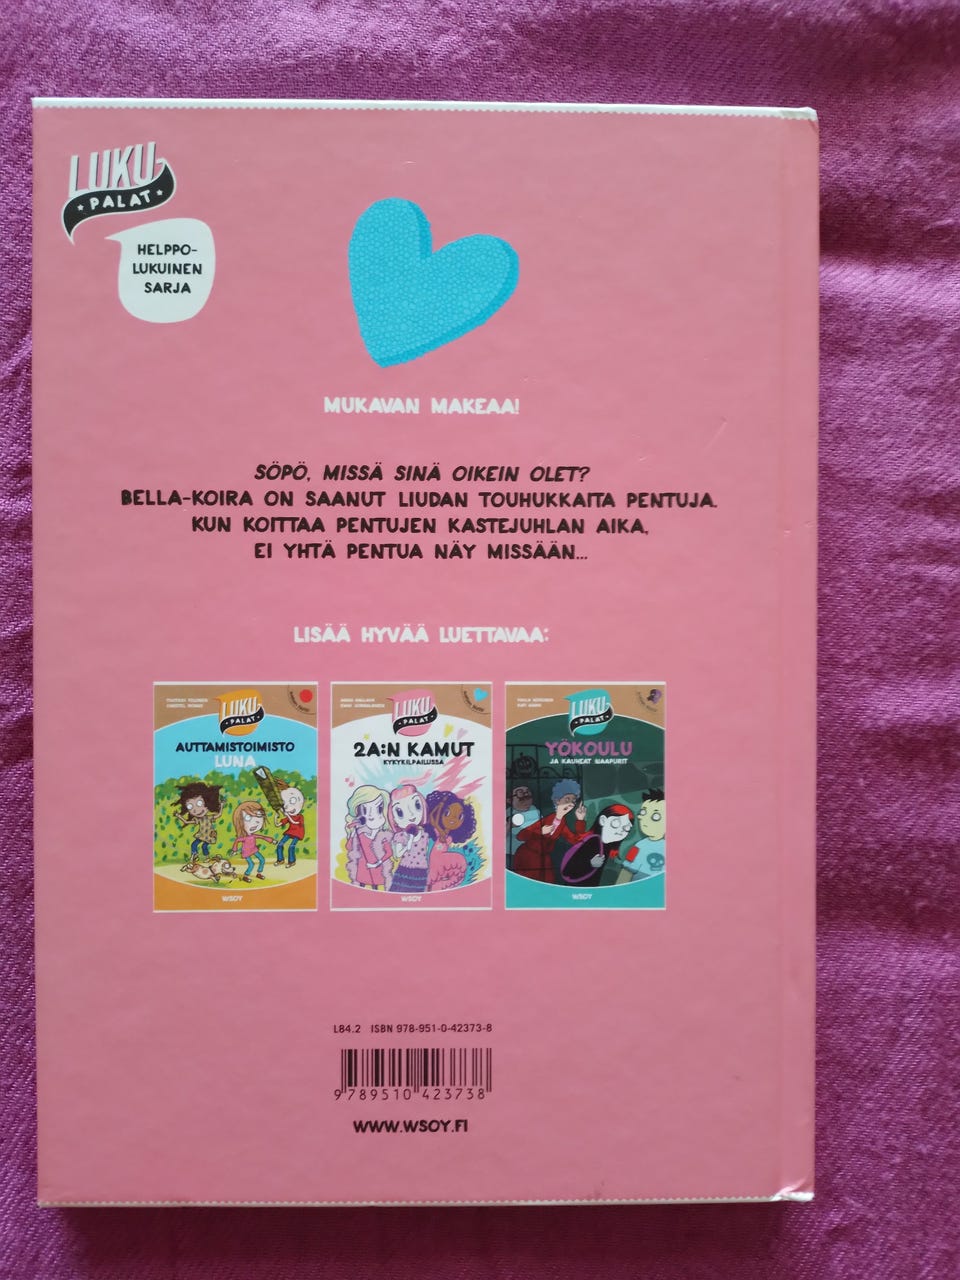 LUKU
PALAT
HELPPO-
LUKUINEN
SARJA
MUKAVAN MAKEAA!
SÖPÖ, MISSÄ SINÄ OIKEIN OLET?
BELLA-KOIRA ON SAANUT LIUDAN TOUHUKKAITA PENTUJA.
KUN KOITTAA PENTUJEN KASTEJUHLAN AIKA,
EI YHTÄ PENTUA NÄY MISSÄÄN...
LISÄÄ HYVÄÄ LUETTAVAA:
LUKU
PALAT
AUTTAMISTOIMISTO
LUNA
WSOY
LUKU
PALAT
2A:N KAMUT
KYKYKILPAILUSSA
WSOY
LUKU
PALAT
YÖKOULU
JA KAUHEAT NAAPURIT
WSOY
L84.2 ISBN 978-951-0-42373-8
9 789510 423738
WWW.WSOY.FI